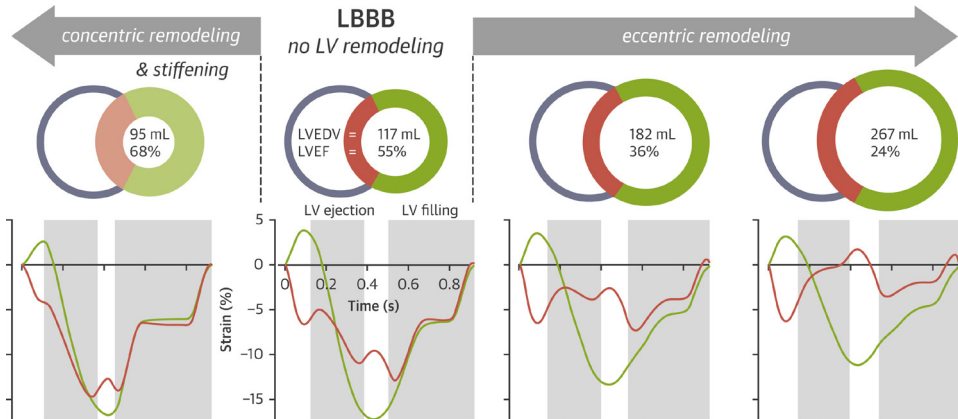 concentric remodeling
& stiffening
LBBB
no LV remodeling
eccentric remodeling
95 mL
68%
LVEDV = 117 mL
LVEF = 55%
182 mL
36%
267 mL
24%
LV ejection LV filling
Strain (%)
5
0
−5
−10
−15
0 0.2 0.4 0.6 0.8
Time (s)